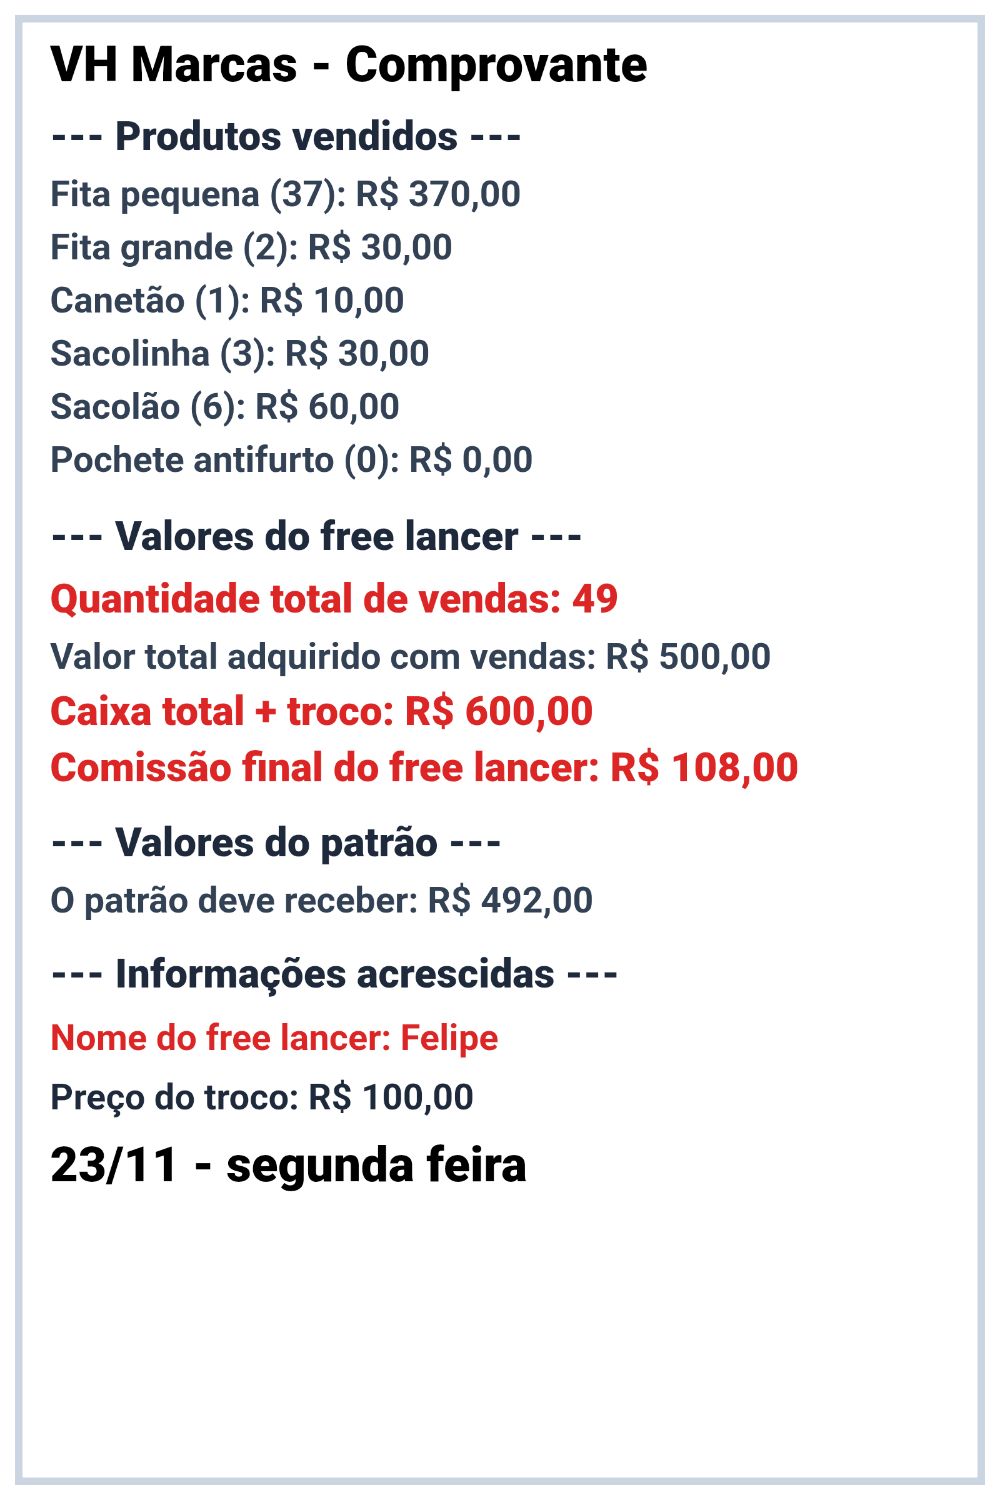 VH Marcas - Comprovante
--- Produtos vendidos ---
Fita pequena (37): R$ 370,00
Fita grande (2): R$ 30,00
Canetão (1): R$ 10,00
Sacolinha (3): R$ 30,00
Sacolão (6): R$ 60,00
Pochete antifurto (0): R$ 0,00
--- Valores do free lancer ---
Quantidade total de vendas: 49
Valor total adquirido com vendas: R$ 500,00
Caixa total + troco: R$ 600,00
Comissão final do free lancer: R$ 108,00
--- Valores do patrão ---
O patrão deve receber: R$ 492,00
--- Informações acrescidas ---
Nome do free lancer: Felipe
Preço do troco: R$ 100,00
23/11 - segunda feira